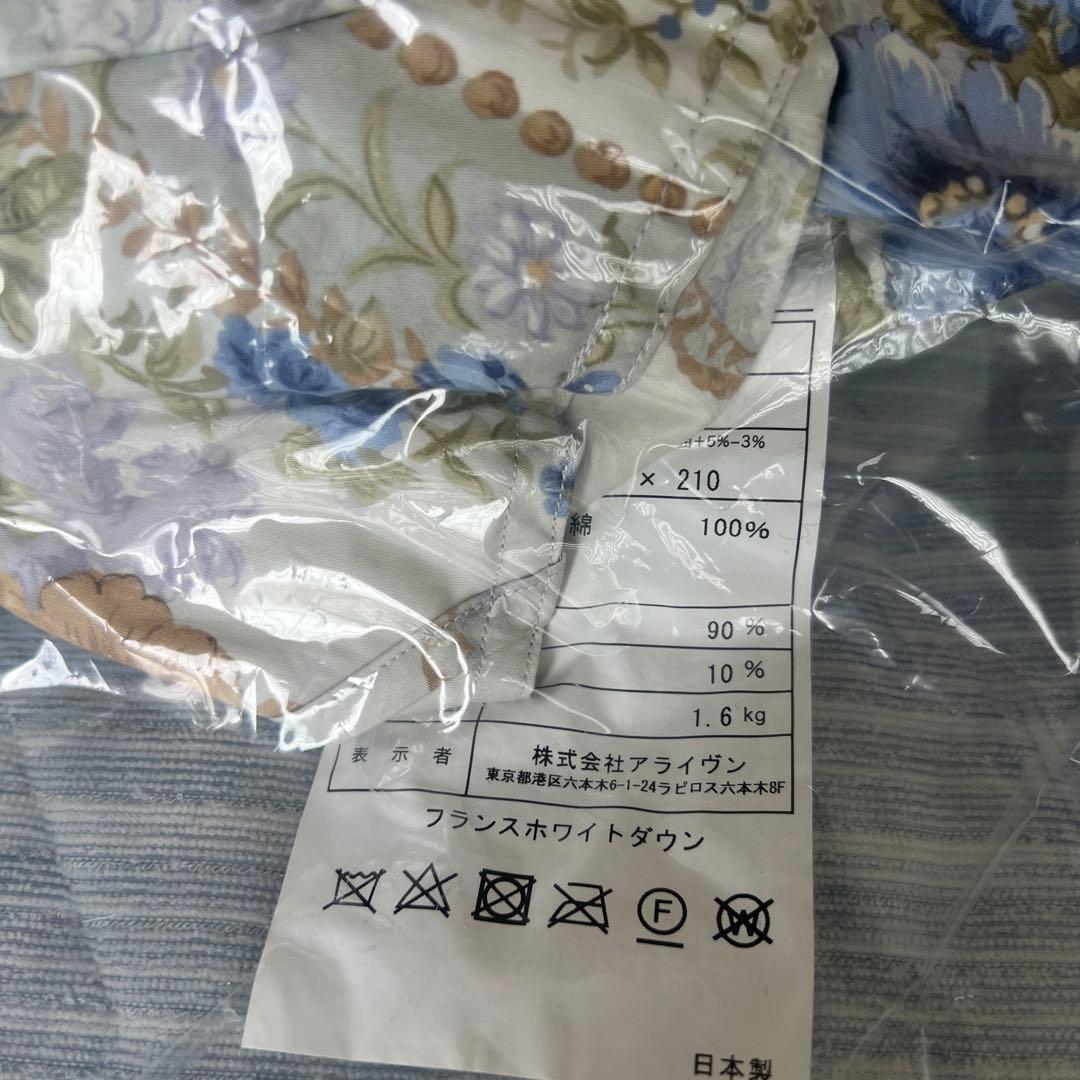 +5%-3%
× 210
綿 100%
90 %
10 %
1.6 kg
表示者 株式会社アライヴン
東京都港区六本木6-1-24ラピロス六本木8F
フランスホワイトダウン
F W
日本製